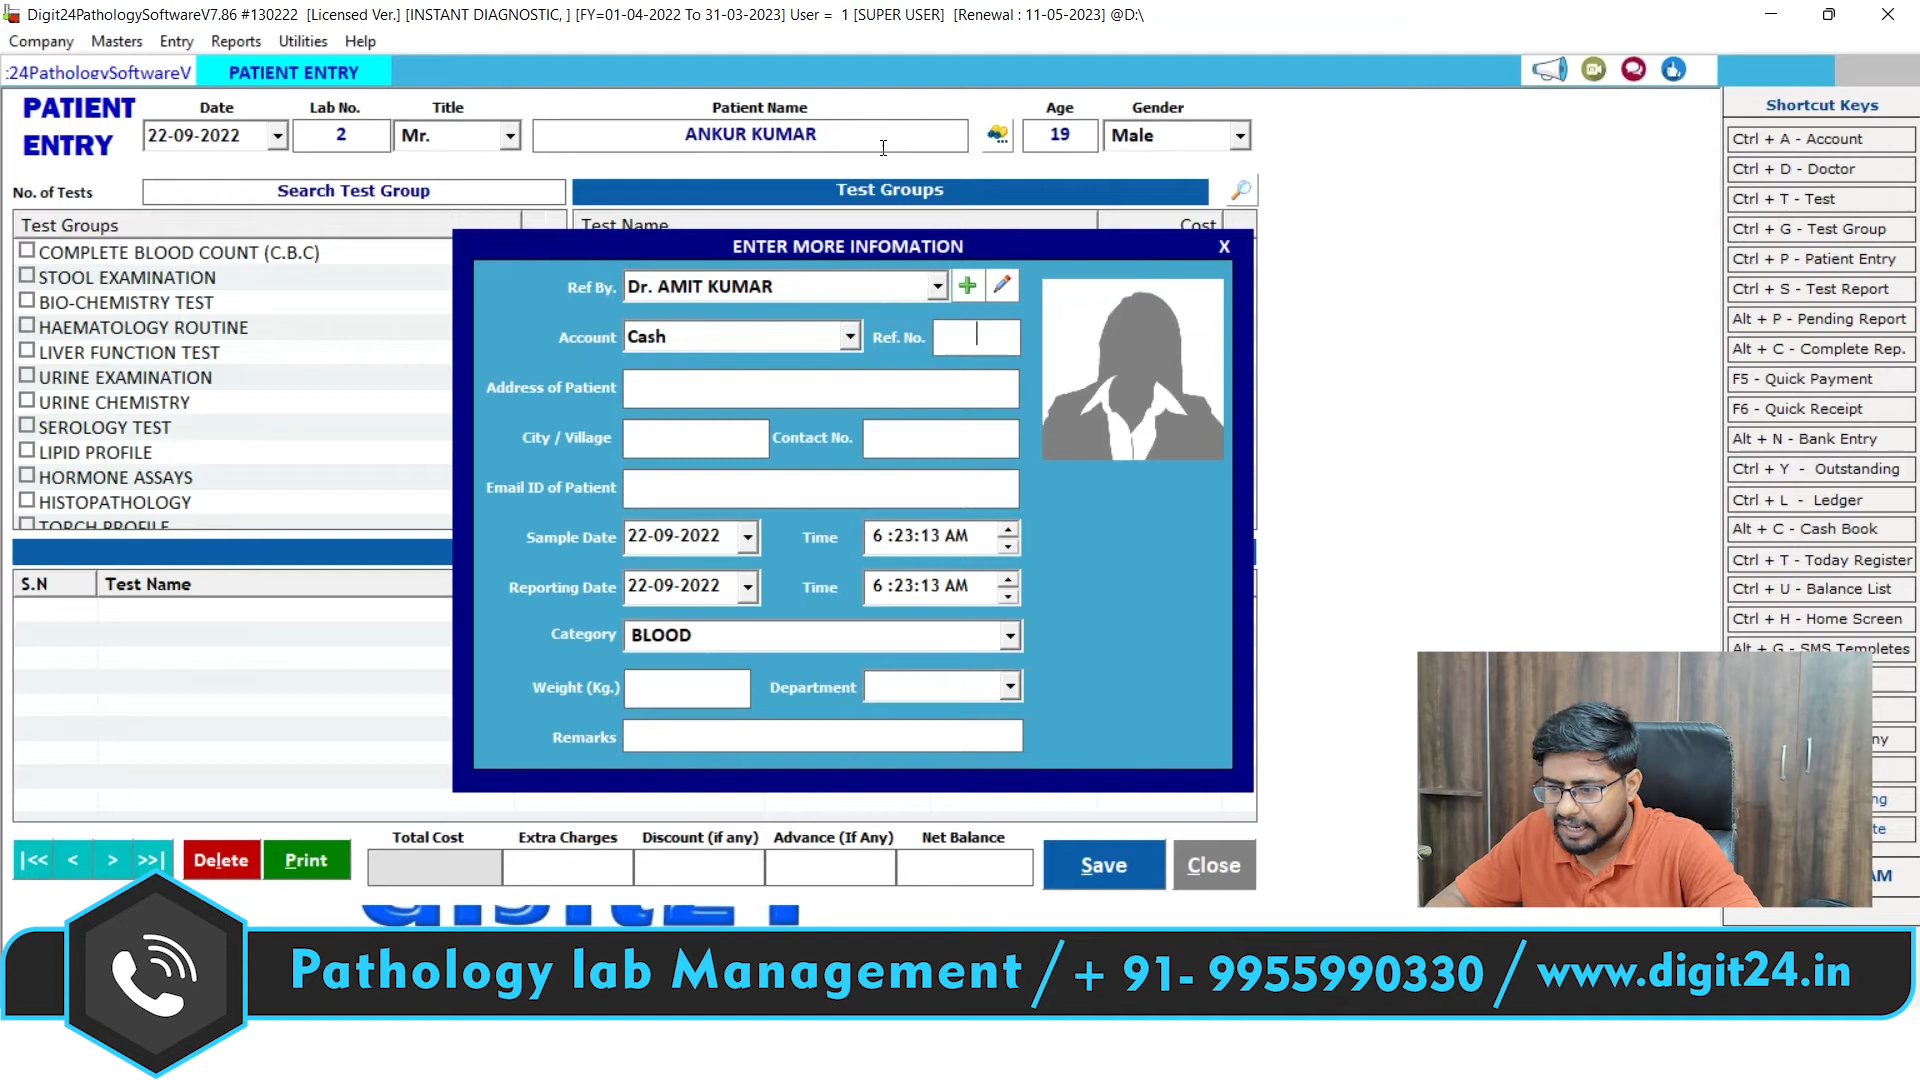 Digit24PathologySoftwareV7.86 #130222 [Licensed Ver.] [INSTANT DIAGNOSTIC, ] [FY=01-04-2022 To 31-03-2023] User = 1 [SUPER USER] [Renewal : 11-05-2023] @D:\
Company Masters Entry Reports Utilities Help
:24PathologySoftwareV PATIENT ENTRY
PATIENT ENTRY
Date Lab No. Title Patient Name Age Gender
22-09-2022 2 Mr. ANKUR KUMAR 19 Male
No. of Tests Search Test Group Test Groups
Test Groups Test Name Cost
COMPLETE BLOOD COUNT (C.B.C)
STOOL EXAMINATION
BIO-CHEMISTRY TEST
HAEMATOLOGY ROUTINE
LIVER FUNCTION TEST
URINE EXAMINATION
URINE CHEMISTRY
SEROLOGY TEST
LIPID PROFILE
HORMONE ASSAYS
HISTOPATHOLOGY
TORCH PROFILE
S.N Test Name
ENTER MORE INFOMATION X
Ref By. Dr. AMIT KUMAR
Account Cash Ref. No.
Address of Patient
City / Village Contact No.
Email ID of Patient
Sample Date 22-09-2022 Time 6 :23:13 AM
Reporting Date 22-09-2022 Time 6 :23:13 AM
Category BLOOD
Weight (Kg.) Department
Remarks
Total Cost Extra Charges Discount (if any) Advance (If Any) Net Balance
|<< < > >>| Delete Print Save Close
Shortcut Keys
Ctrl + A - Account
Ctrl + D - Doctor
Ctrl + T - Test
Ctrl + G - Test Group
Ctrl + P - Patient Entry
Ctrl + S - Test Report
Alt + P - Pending Report
Alt + C - Complete Rep.
F5 - Quick Payment
F6 - Quick Receipt
Alt + N - Bank Entry
Ctrl + Y - Outstanding
Ctrl + L - Ledger
Alt + C - Cash Book
Ctrl + T - Today Register
Ctrl + U - Balance List
Ctrl + H - Home Screen
Alt + G - SMS Templetes
ny
ng
te
AM
Pathology lab Management / + 91- 9955990330 / www.digit24.in